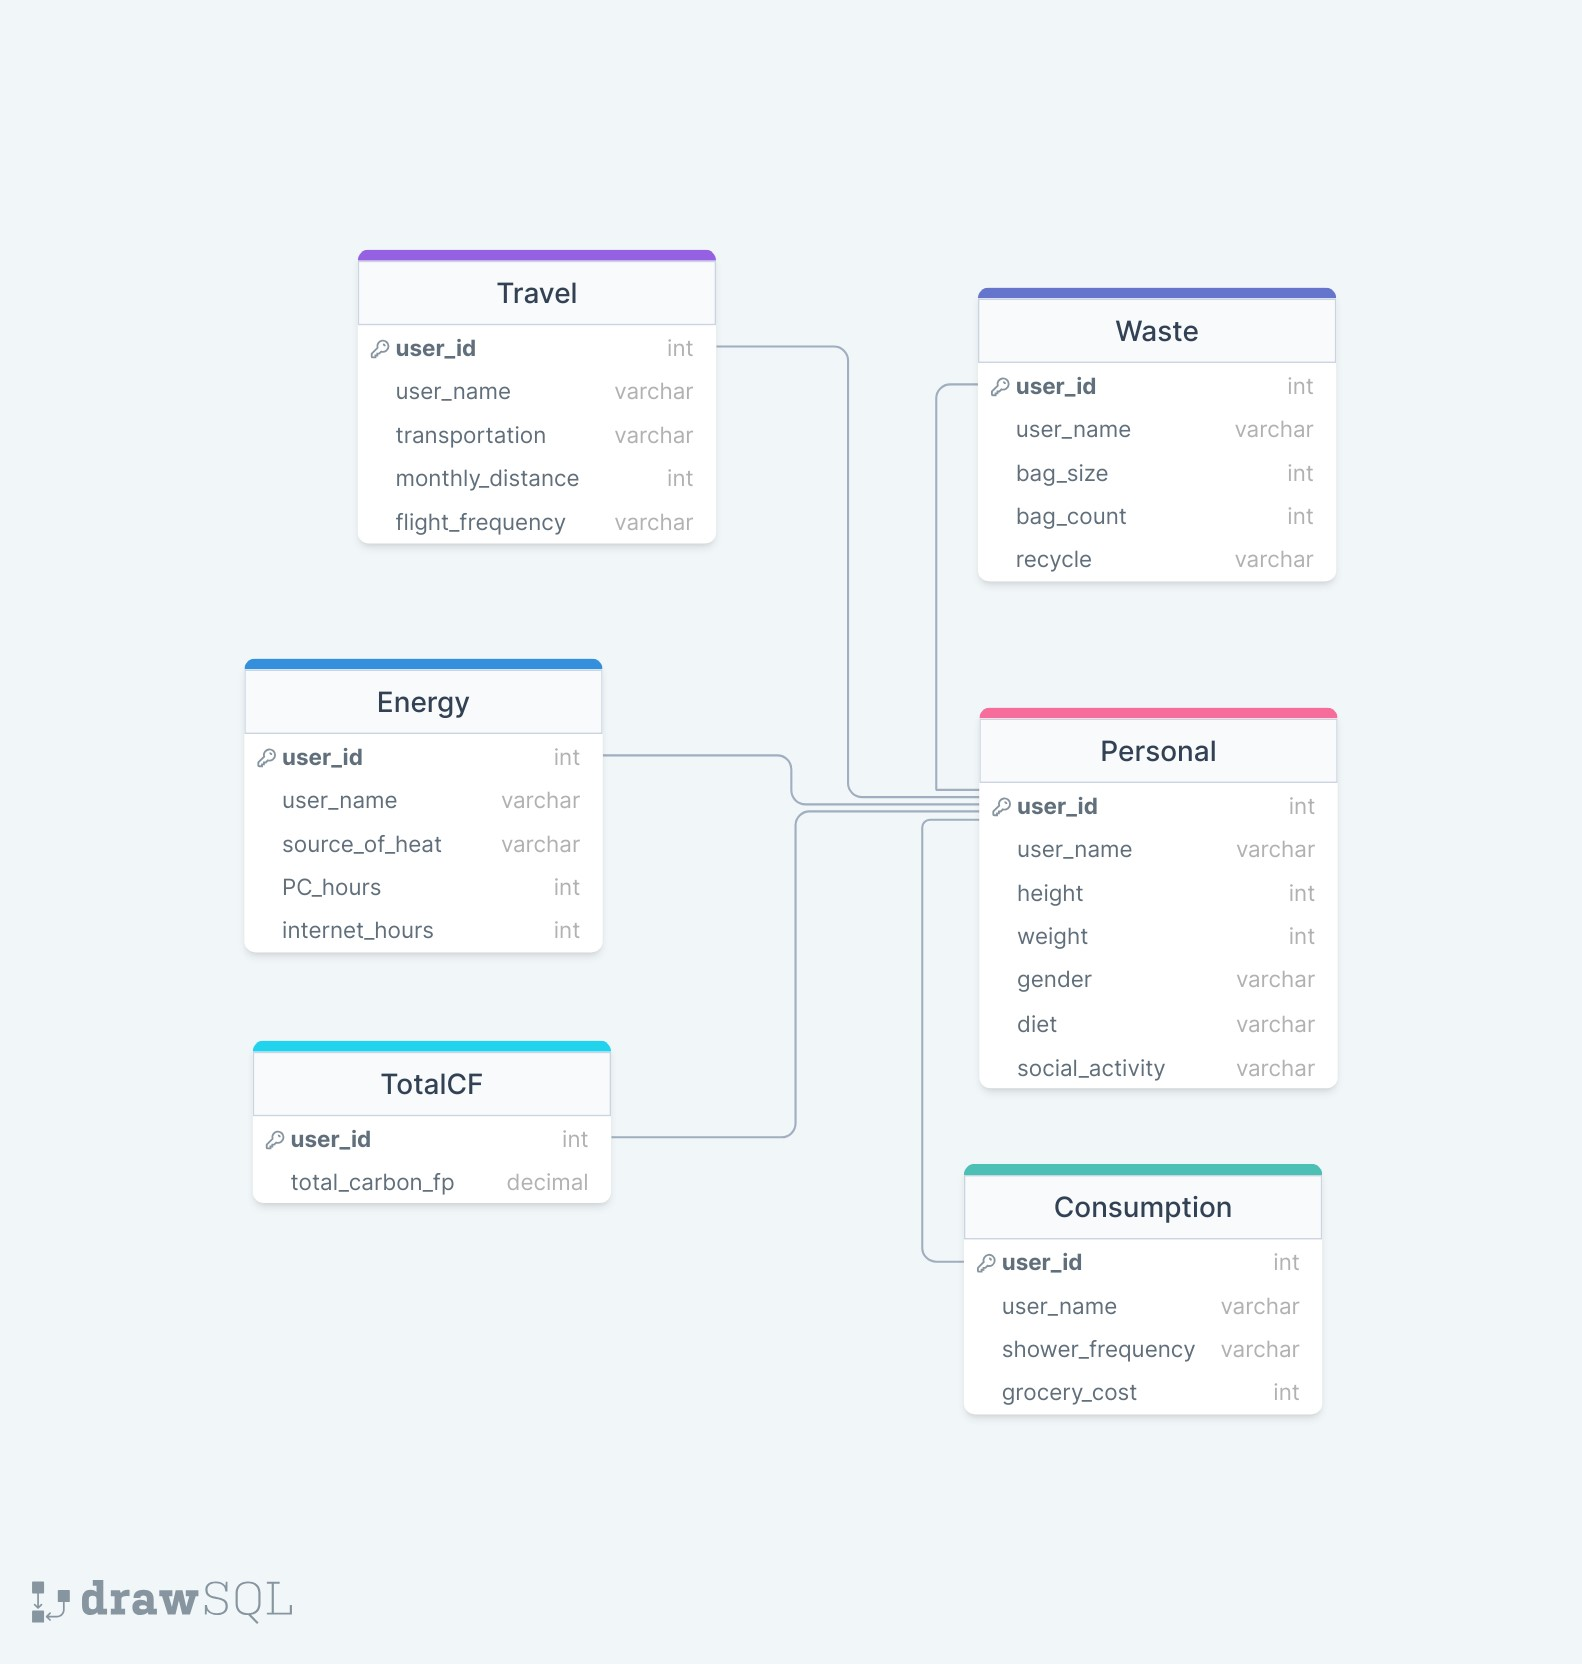 Travel
user_id int
user_name varchar
transportation varchar
monthly_distance int
flight_frequency varchar
Waste
user_id int
user_name varchar
bag_size int
bag_count int
recycle varchar
Energy
user_id int
user_name varchar
source_of_heat varchar
PC_hours int
internet_hours int
Personal
user_id int
user_name varchar
height int
weight int
gender varchar
diet varchar
social_activity varchar
TotalCF
user_id int
total_carbon_fp decimal
Consumption
user_id int
user_name varchar
shower_frequency varchar
grocery_cost int
drawSQL